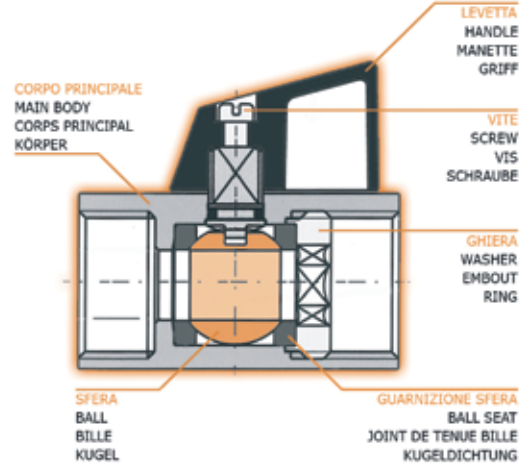 LEVETTA
HANDLE
MANETTE
GRIFF
CORPO PRINCIPALE
MAIN BODY
CORPS PRINCIPAL
KÖRPER
VITE
SCREW
VIS
SCHRAUBE
GHIERA
WASHER
EMBOUT
RING
SFERA
BALL
BILLE
KUGEL
GUARNIZIONE SFERA
BALL SEAT
JOINT DE TENUE BILLE
KUGELDICHTUNG